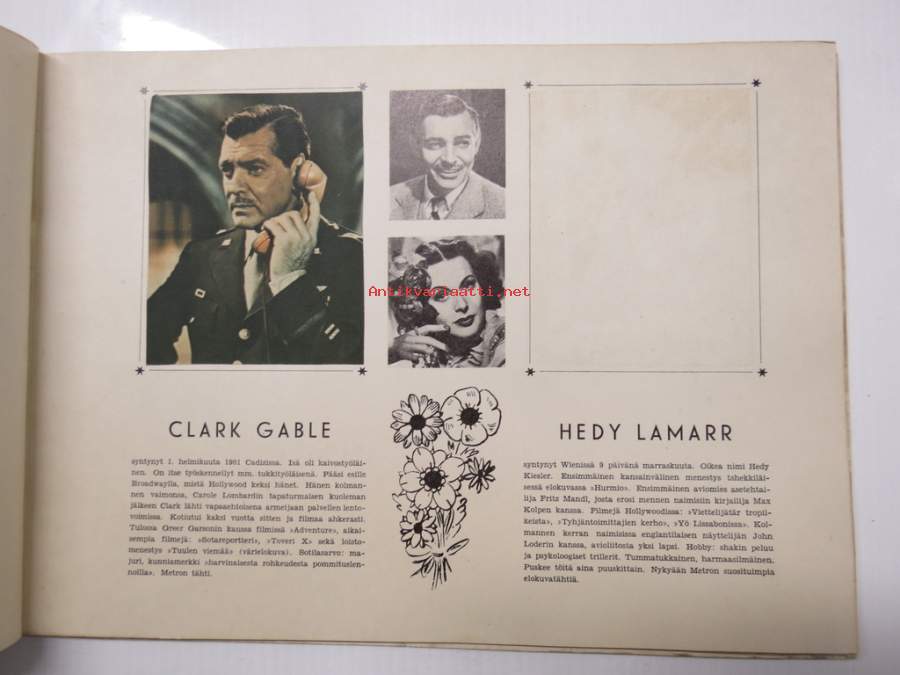 Antikvariaatti.net
CLARK GABLE
syntynyt 1. helmikuuta 1901 Cadizissa. Isä oli kaivostyöläi-
nen. On itse työskennellyt mm. tukkityöläisenä. Pääsi esille
Broadwaylla, mistä Hollywood keksi hänet. Hänen kolman-
nen vaimonsa, Carole Lombardin tapaturmaisen kuoleman
jälkeen Clark lähti vapaaehtoisena armeijaan palvellen lento-
voimissa. Kotiutui kaksi vuotta sitten ja filmaa ahkerasti.
Tulossa Greer Garsonin kanssa filmissä »Adventure», aikai-
sempia filmejä: »Sotareportteri», »Toveri X» sekä loisto-
menestys »Tuulen viemää» (värielokuva). Sotilasarvo: ma-
juri, kunniamerkki »harvinaisesta rohkeudesta pommituslen-
noilla». Metron tähti.
HEDY LAMARR
syntynyt Wienissä 9 päivänä marraskuuta. Oikea nimi Hedy
Kiesler. Ensimmäinen kansainvälinen menestys tshekkiläi-
sessä elokuvassa »Hurmio». Ensimmäinen aviomies asetehtai-
lija Fritz Mandl, josta erosi mennen naimisiin kirjailija Max
Kolpen kanssa. Filmejä Hollywoodissa: »Viettelijätär tropii-
keista», »Tyhjäntoimittajien kerho», »Yö Lissabonissa». Kol-
mannen kerran naimisissa englantilaisen näyttelijän John
Loderin kanssa, avioliitosta yksi lapsi. Hobby: shakin peluu
ja psykoloogiset trillerit. Tummatukkainen, harmaasilmäinen.
Puskee töitä aina puuskittain. Nykyään Metron suosituimpia
elokuvatähtiä.